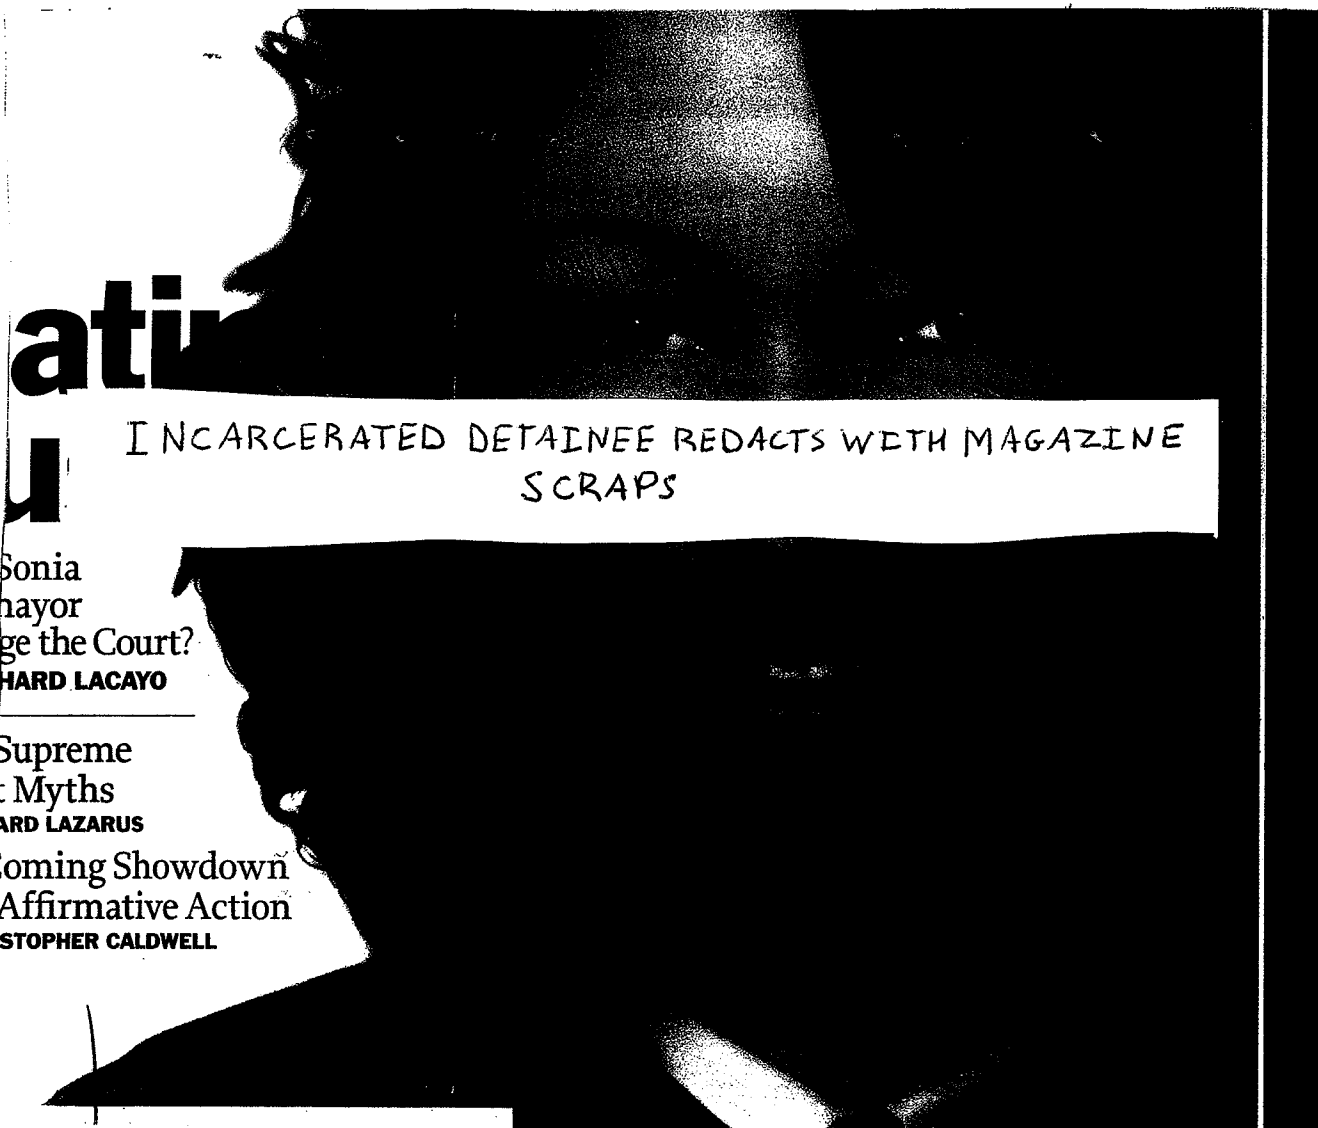 ati
u
INCARCERATED DETAINEE REDACTS WITH MAGAZINE
SCRAPS
Sonia
mayor
ge the Court?
HARD LACAYO
Supreme
t Myths
ARD LAZARUS
Coming Showdown
Affirmative Action
STOPHER CALDWELL